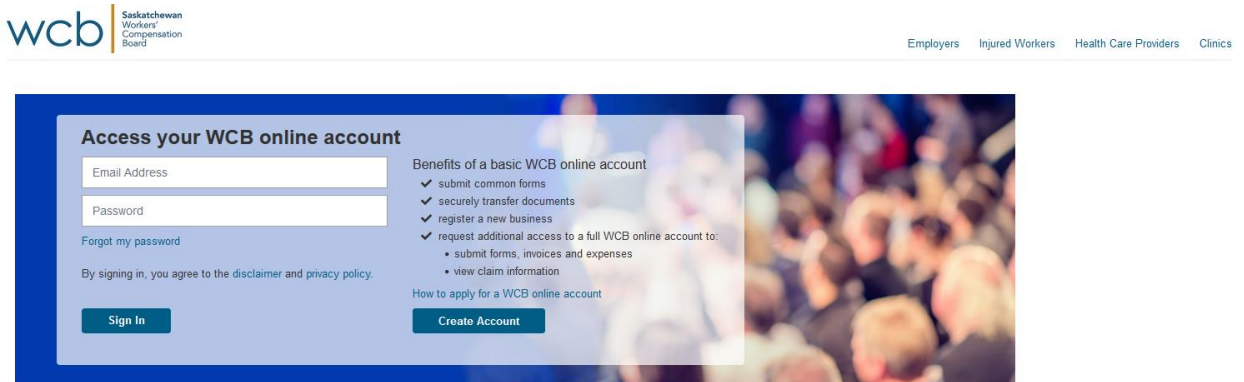 wcb
Saskatchewan
Workers'
Compensation
Board
Employers Injured Workers Health Care Providers Clinics
Access your WCB online account
Email Address
Password
Forgot my password
By signing in, you agree to the disclaimer and privacy policy.
Sign In
Benefits of a basic WCB online account
✔ submit common forms
✔ securely transfer documents
✔ register a new business
✔ request additional access to a full WCB online account to:
• submit forms, invoices and expenses
• view claim information
How to apply for a WCB online account
Create Account